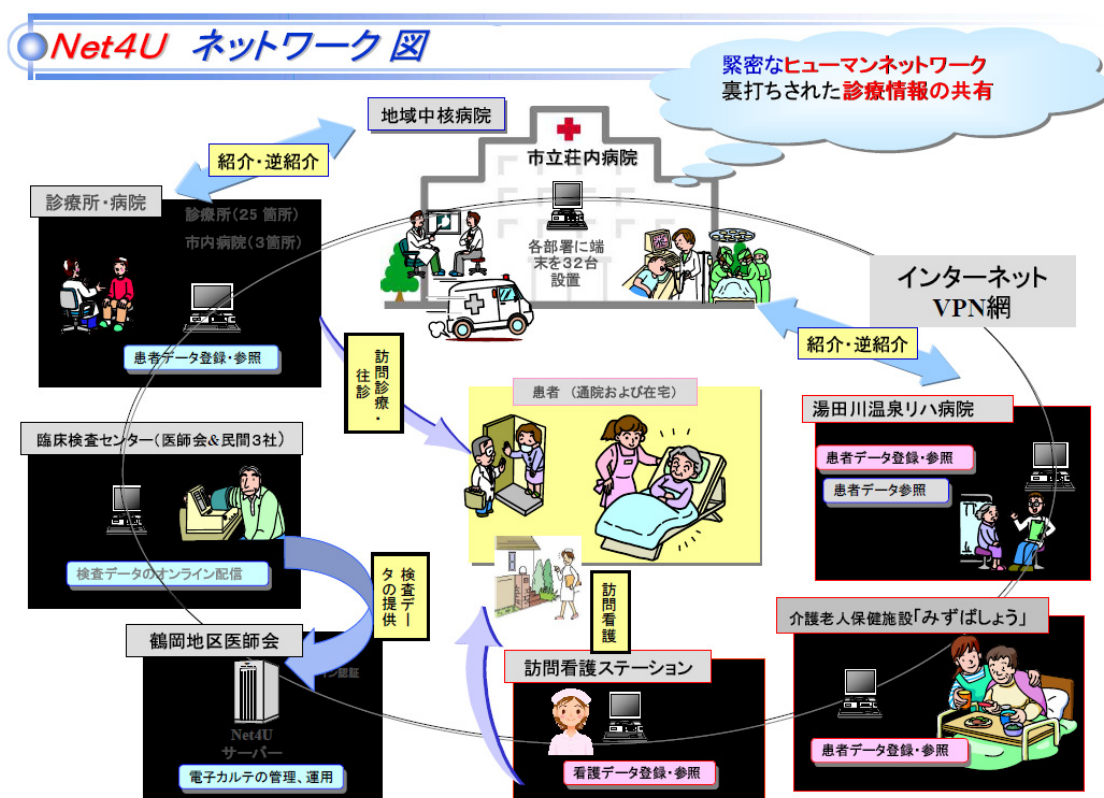 Net4U ネットワーク図
緊密なヒューマンネットワーク
裏打ちされた診療情報の共有
地域中核病院
紹介・逆紹介
市立荘内病院
診療所・病院
診療所(25 箇所)
市内病院(3箇所)
各部署に端
末を32台
設置
インターネット
VPN網
紹介・逆紹介
患者データ登録・参照
訪問診療・
往診
患者 (通院および在宅)
湯田川温泉リハ病院
臨床検査センター(医師会&民間3社)
患者データ登録・参照
患者データ参照
検査データのオンライン配信
検査デー
タの提供
訪問看護
介護老人保健施設「みずばしょう」
鶴岡地区医師会
訪問看護ステーション
イン認証
Net4U
サーバー
患者データ登録・参照
電子カルテの管理、運用
看護データ登録・参照